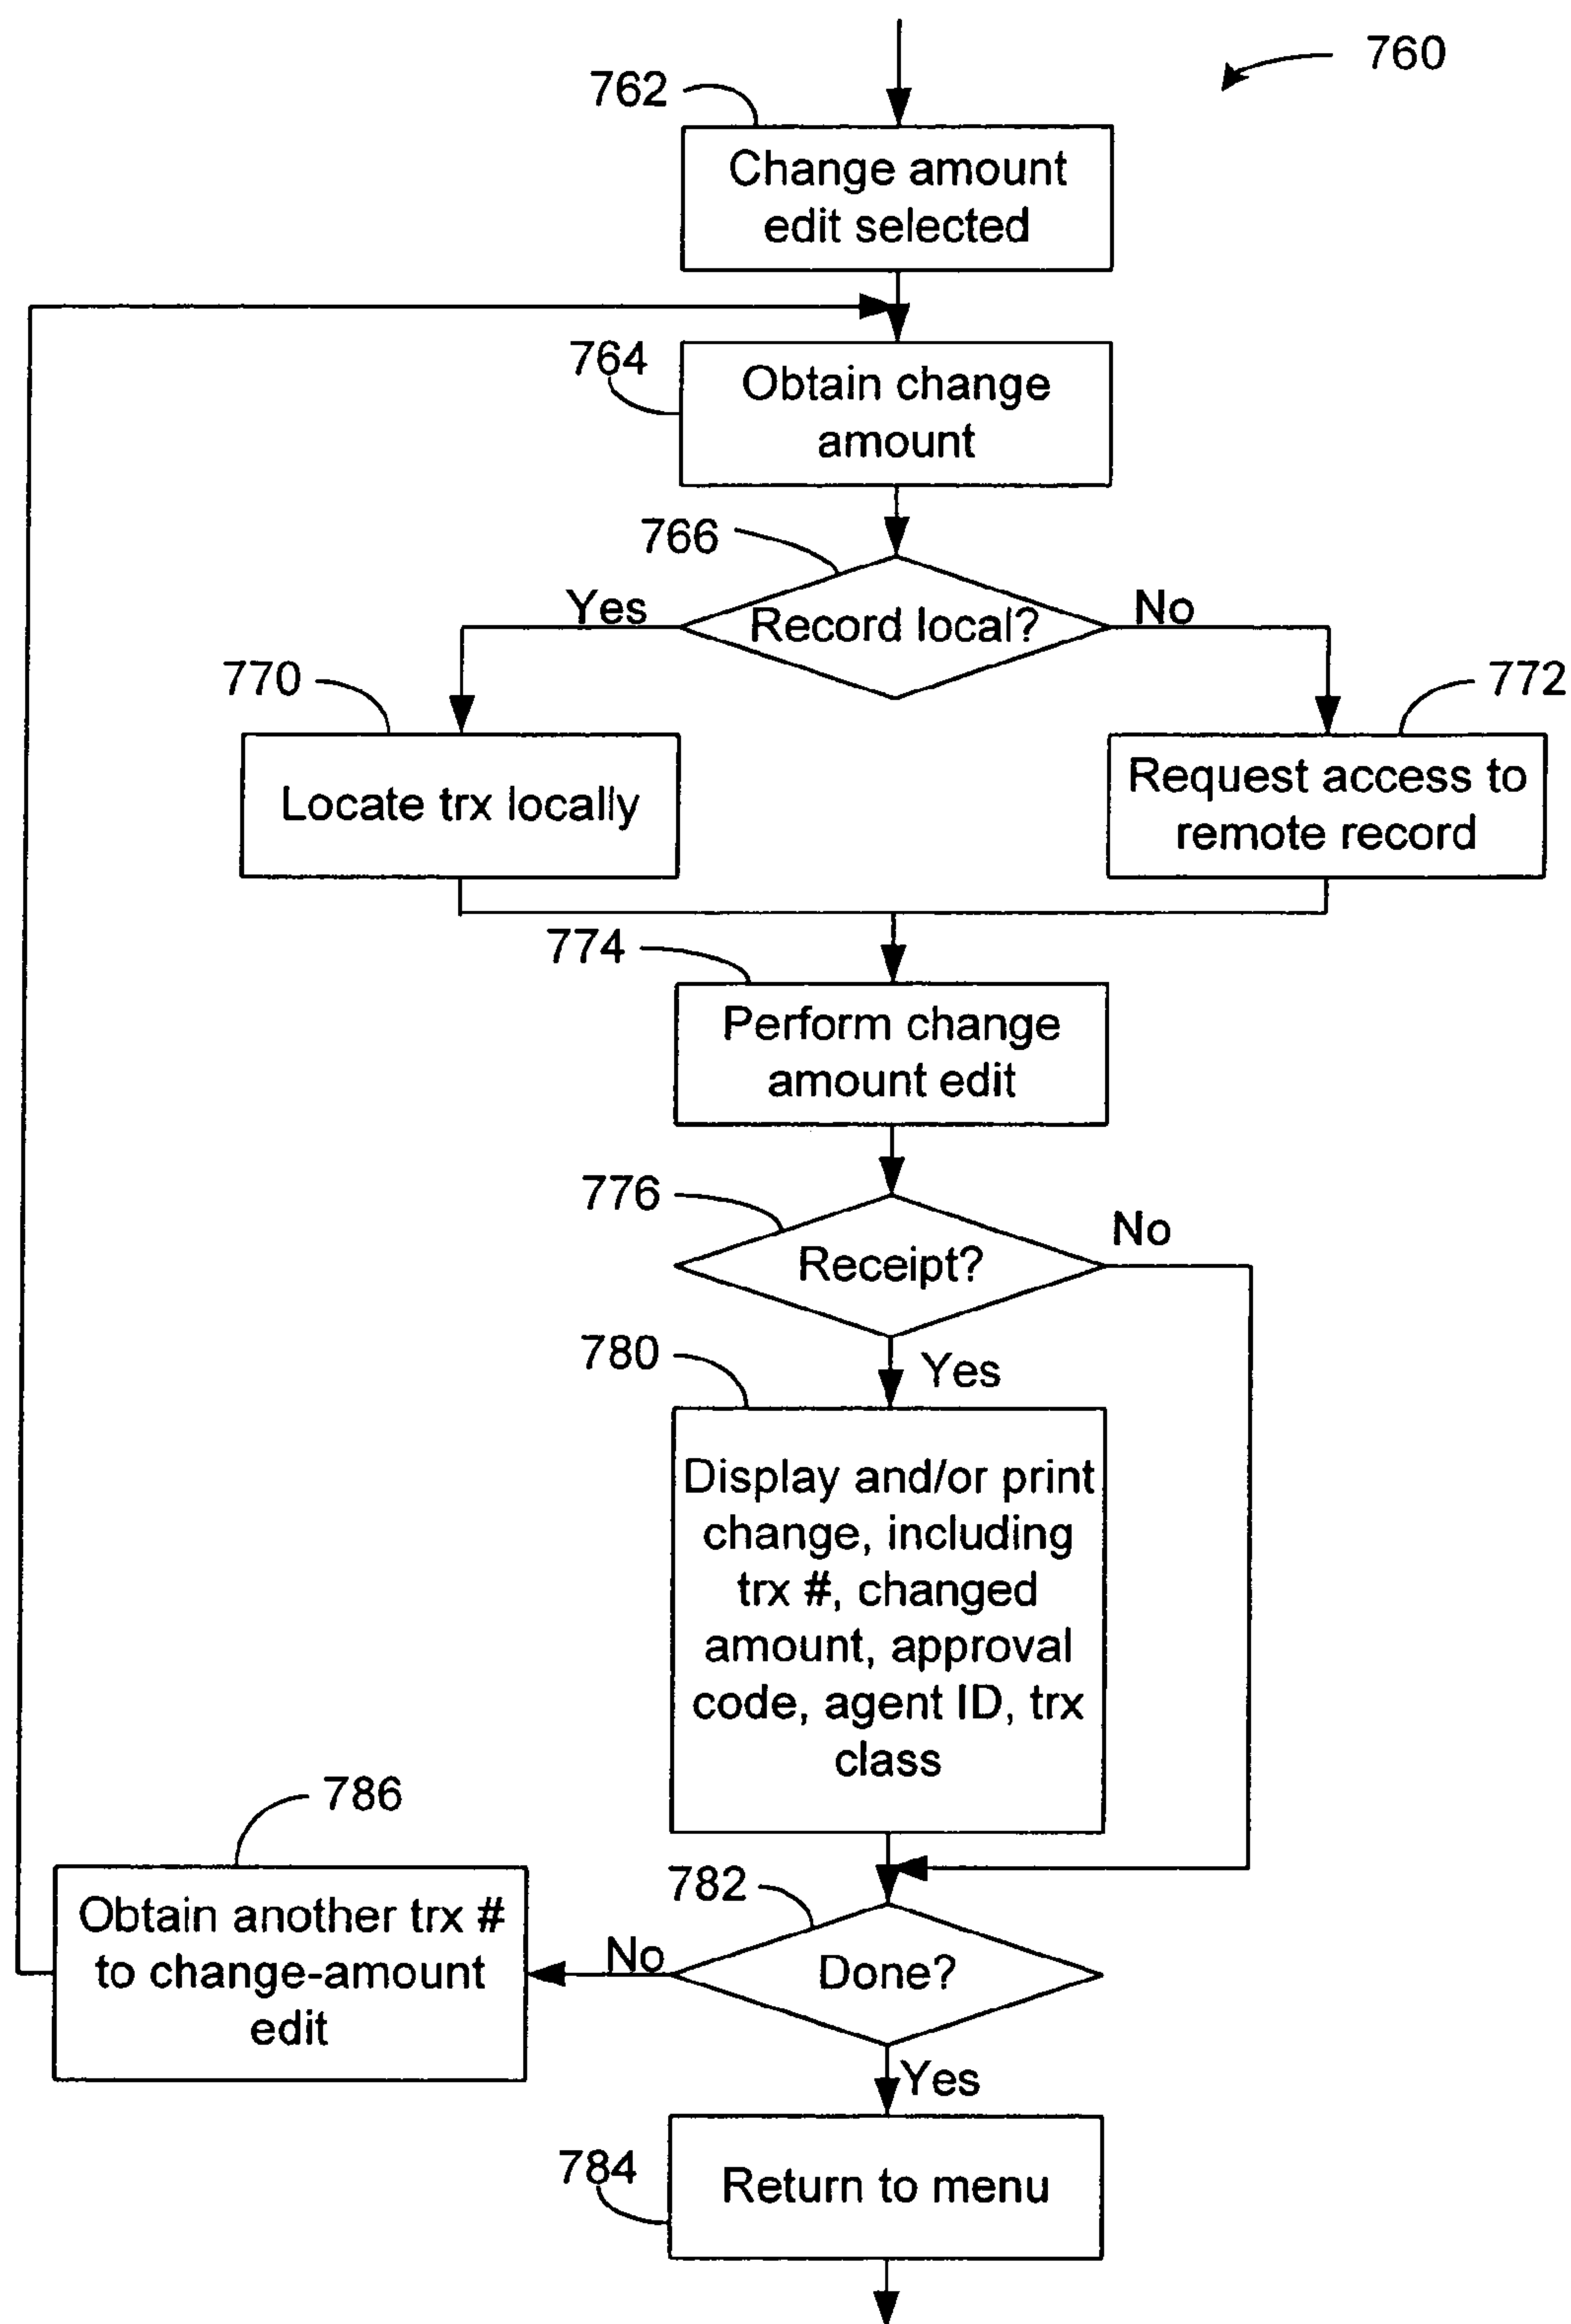 760
762
Change amount
edit selected
764
Obtain change
amount
766
Yes
Record local?
No
770
772
Locate trx locally
Request access to
remote record
774
Perform change
amount edit
776
No
Receipt?
780
Yes
Display and/or print
change, including
trx #, changed
amount, approval
code, agent ID, trx
class
786
782
Obtain another trx #
to change-amount
edit
No
Done?
Yes
784
Return to menu